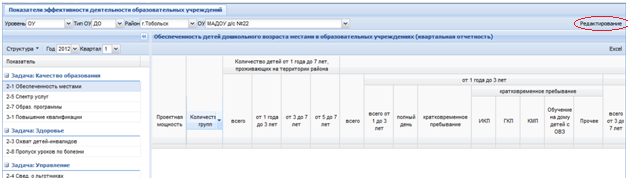 Показатели эффективности деятельности образовательных учреждений
Уровень ОУ Тип ОУ ДО Район г.Тобольск ОУ МАДОУ д/с №22 Редактирование
Обеспеченность детей дошкольного возраста местами в образовательных учреждениях (квартальная отчетность)
Структура Год 2012 Квартал 1
Excel
Показатель
Задача: Качество образования
2-1 Обеспеченность местами
2-5 Спектр услуг
2-7 Образ. программы
3-1 Повышение квалификации
Задача: Здоровье
2-3 Охват детей-инвалидов
2-8 Пропуск уроков по болезни
Задача: Управление
2-4 Свед. о льготниках
Проектная мощность
Количеств групп
Количество детей от 1 года до 7 лет, проживающих на территории района
всего
от 1 года до 3 лет
от 3 до 7 лет
от 5 до 7 лет
всего
от 1 года до 3 лет
всего от 1 до 3 лет
полный день
кратковременное пребывание
кратковременное пребывание
ИКП
ГКП
КМП
Обучение на дому детей с ОВЗ
Прочее
всего от 3 до 7 лет